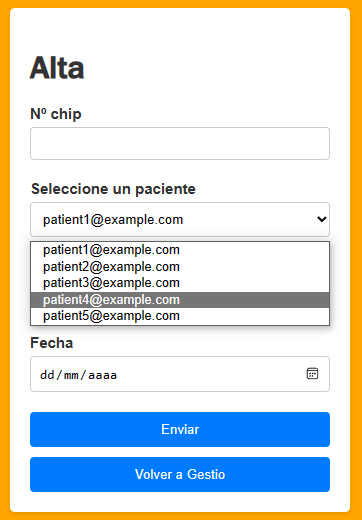 Alta
Nº chip
Seleccione un paciente
patient1@example.com
patient1@example.com
patient2@example.com
patient3@example.com
patient4@example.com
patient5@example.com
Fecha
dd/mm/aaaa
Enviar
Volver a Gestio